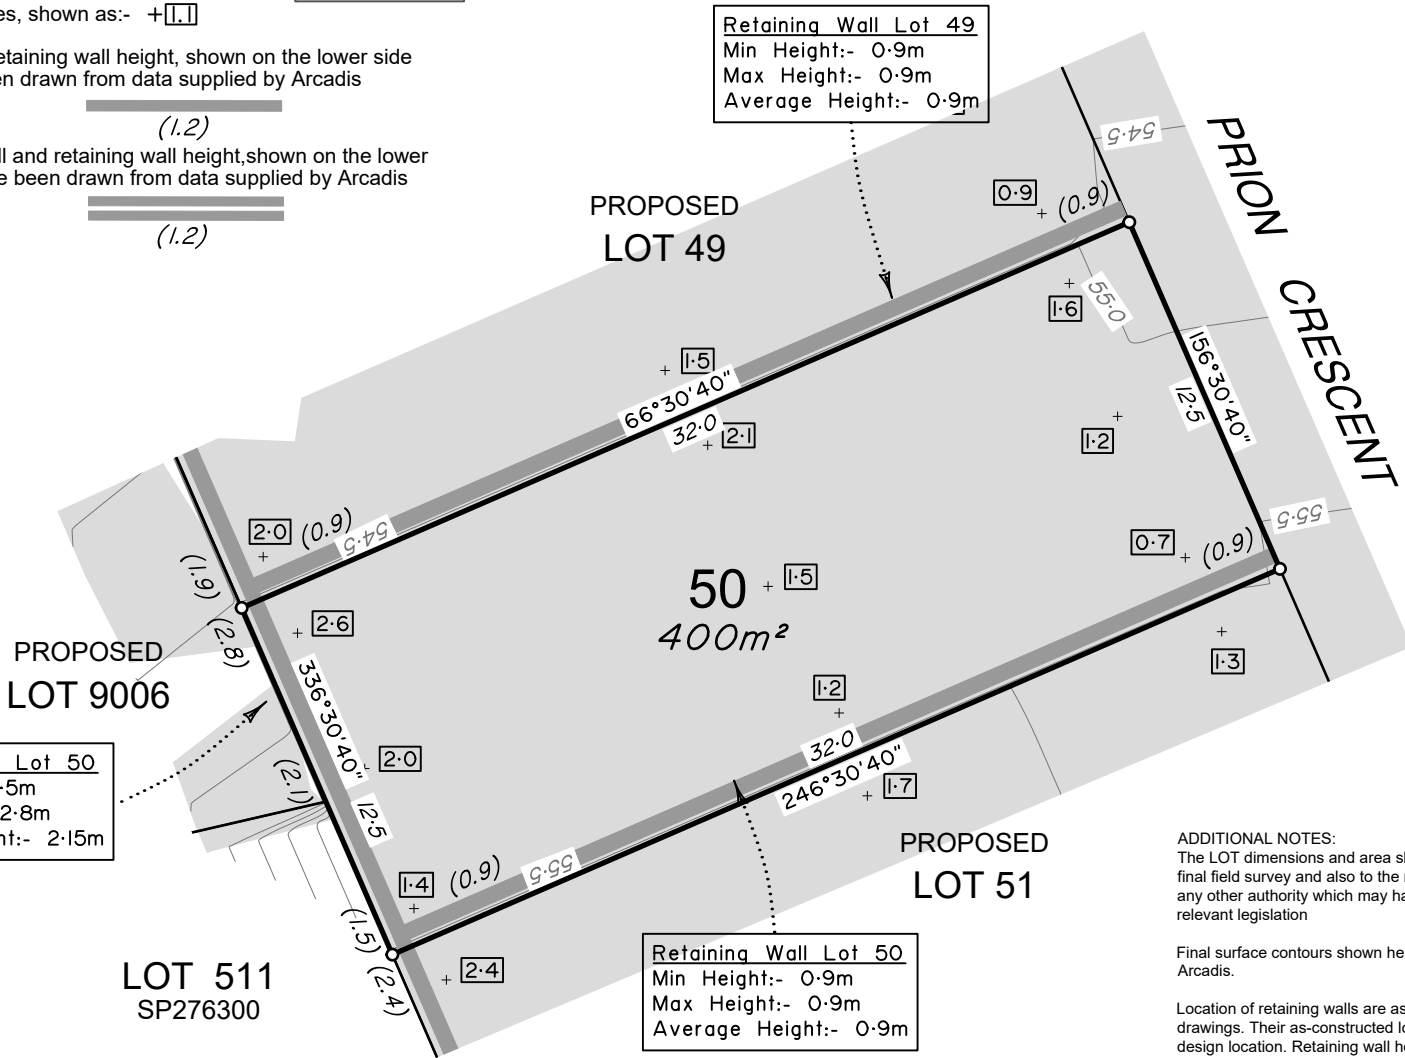 es, shown as:- +1.1
etaining wall height, shown on the lower side
en drawn from data supplied by Arcadis
(1.2)
ll and retaining wall height,shown on the lower
e been drawn from data supplied by Arcadis
(1.2)
Retaining Wall Lot 49
Min Height:- 0·9m
Max Height:- 0·9m
Average Height:- 0·9m
PRION CRESCENT
54·5
0·9
(0.9)
PROPOSED
LOT 49
1·6
55·0
156°30'40"
12·5
1·5
66°30'40"
32·0
2·1
1·2
2·0
(0.9)
54·5
55·5
0·7
(0.9)
(1.9)
(2.8)
2·6
50
400m²
1·5
PROPOSED
LOT 9006
336°30'40"
12·5
1·3
1·2
32·0
246°30'40"
1·7
2·0
(2.1)
Lot 50
·5m
2·8m
ht:- 2·15m
1·4
(0.9)
55·5
PROPOSED
LOT 51
(1.5)
(2.4)
2·4
LOT 511
SP276300
Retaining Wall Lot 50
Min Height:- 0·9m
Max Height:- 0·9m
Average Height:- 0·9m
ADDITIONAL NOTES:
The LOT dimensions and area s
final field survey and also to the
any other authority which may ha
relevant legislation
Final surface contours shown he
Arcadis.
Location of retaining walls are as
drawings. Their as-constructed lo
design location. Retaining wall he